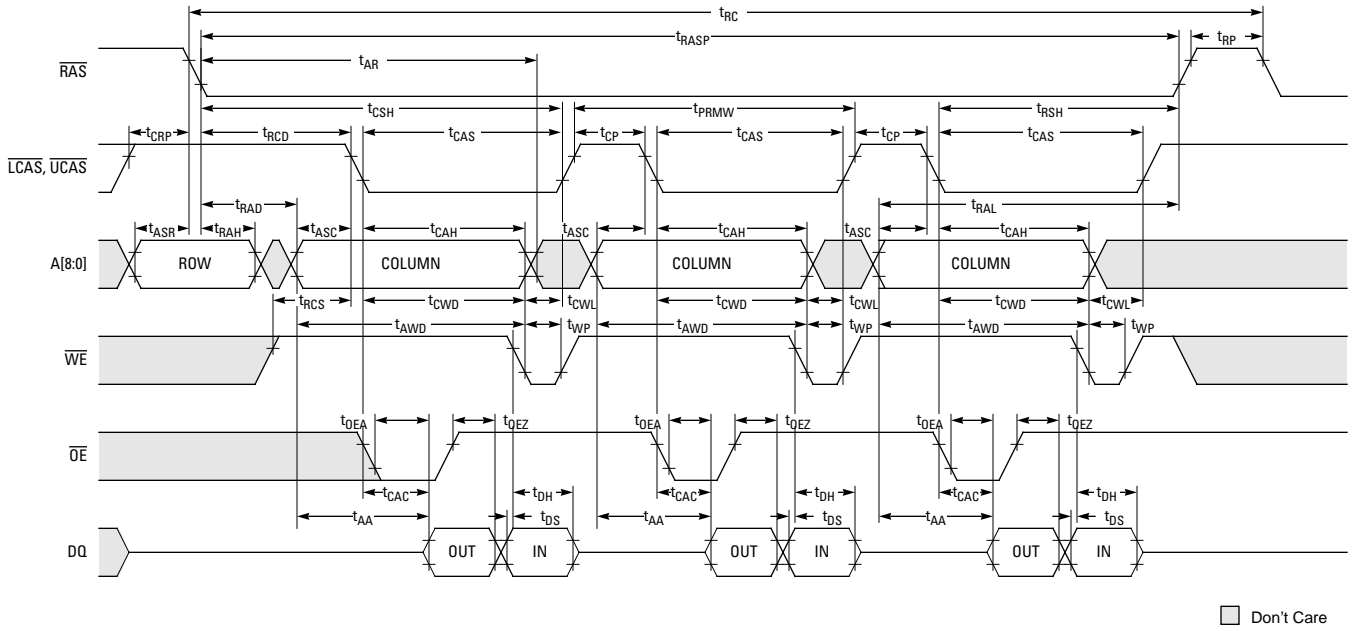 tRC
tRASP tRP
RAS tAR
tCSH tPRMW tRSH
tCRP tRCD tCAS tCP tCAS tCP tCAS
LCAS, UCAS
tRAD tRAL
tASR tRAH tASC tCAH tASC tCAH tASC tCAH
A[8:0] ROW COLUMN COLUMN COLUMN
tRCS tCWD tCWL tCWD tCWL tCWD tCWL
tAWD tWP tAWD tWP tAWD tWP
WE
tOEA tOEZ tOEA tOEZ tOEA tOEZ
OE
tCAC tDH tCAC tDH tCAC tDH
tAA tDS tAA tDS tAA tDS
DQ OUT IN OUT IN OUT IN
Don't Care